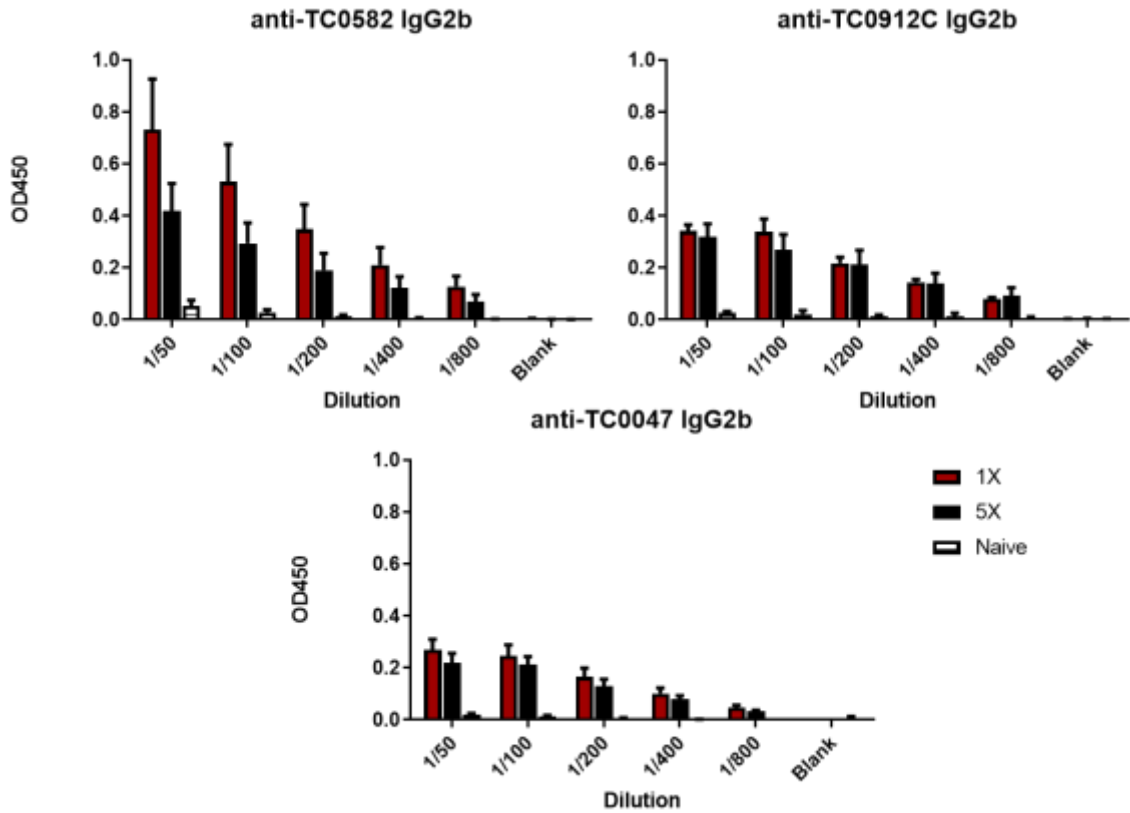 anti-TC0582 IgG2b
OD450
1.0
0.8
0.6
0.4
0.2
0.0
1/50
1/100
1/200
1/400
1/800
Blank
Dilution
anti-TC0912C IgG2b
1.0
0.8
0.6
0.4
0.2
0.0
1/50
1/100
1/200
1/400
1/800
Blank
Dilution
anti-TC0047 IgG2b
OD450
1.0
0.8
0.6
0.4
0.2
0.0
1/50
1/100
1/200
1/400
1/800
Blank
Dilution
1X
5X
Naive